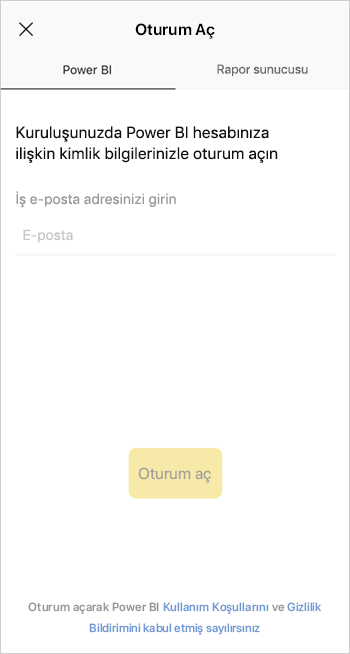 Oturum Aç
Power BI
Rapor sunucusu
Kuruluşunuzda Power BI hesabınıza
ilişkin kimlik bilgilerinizle oturum açın
İş e-posta adresinizi girin
E-posta
Oturum aç
Oturum açarak Power BI Kullanım Koşullarını ve Gizlilik
Bildirimini kabul etmiş sayılırsınız